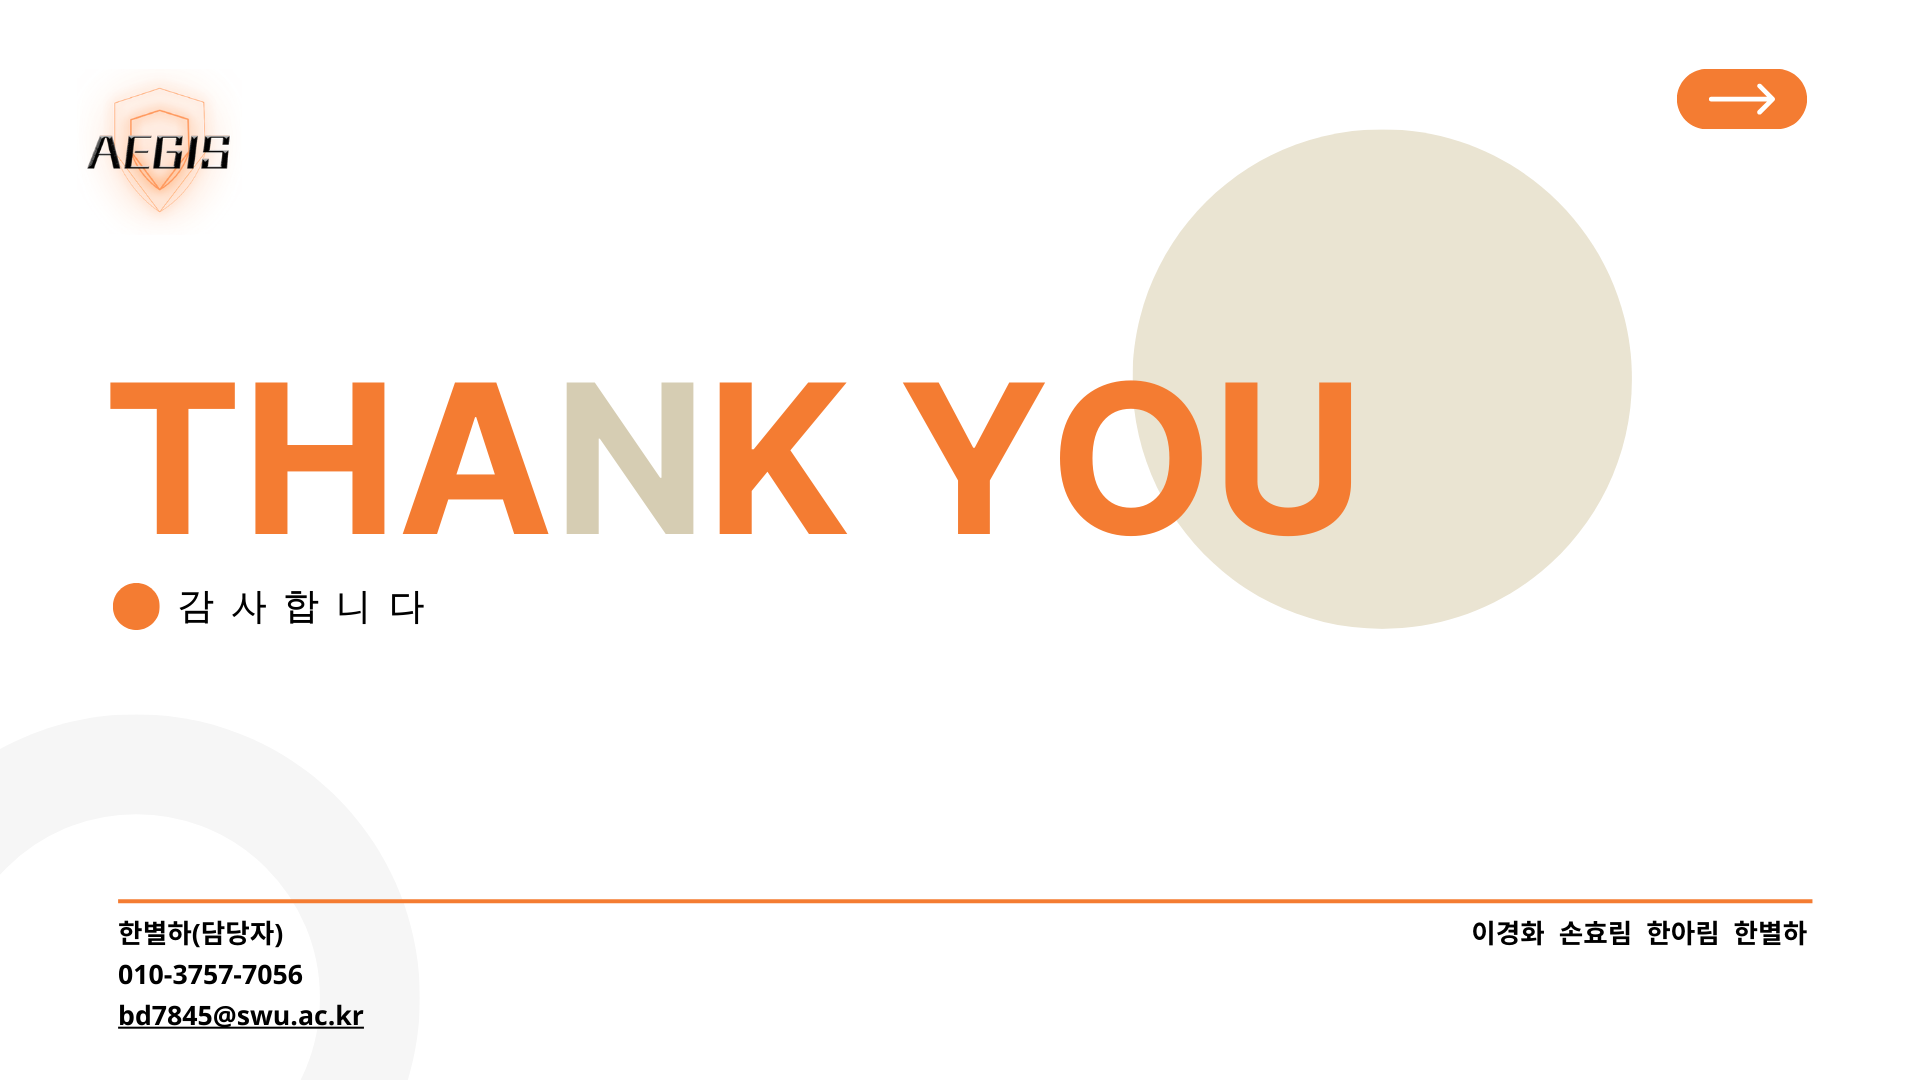 AEGIS
THANK YOU
감사합니다
한별하(담당자)
010-3757-7056
bd7845@swu.ac.kr
이경화 손효림 한아림 한별하